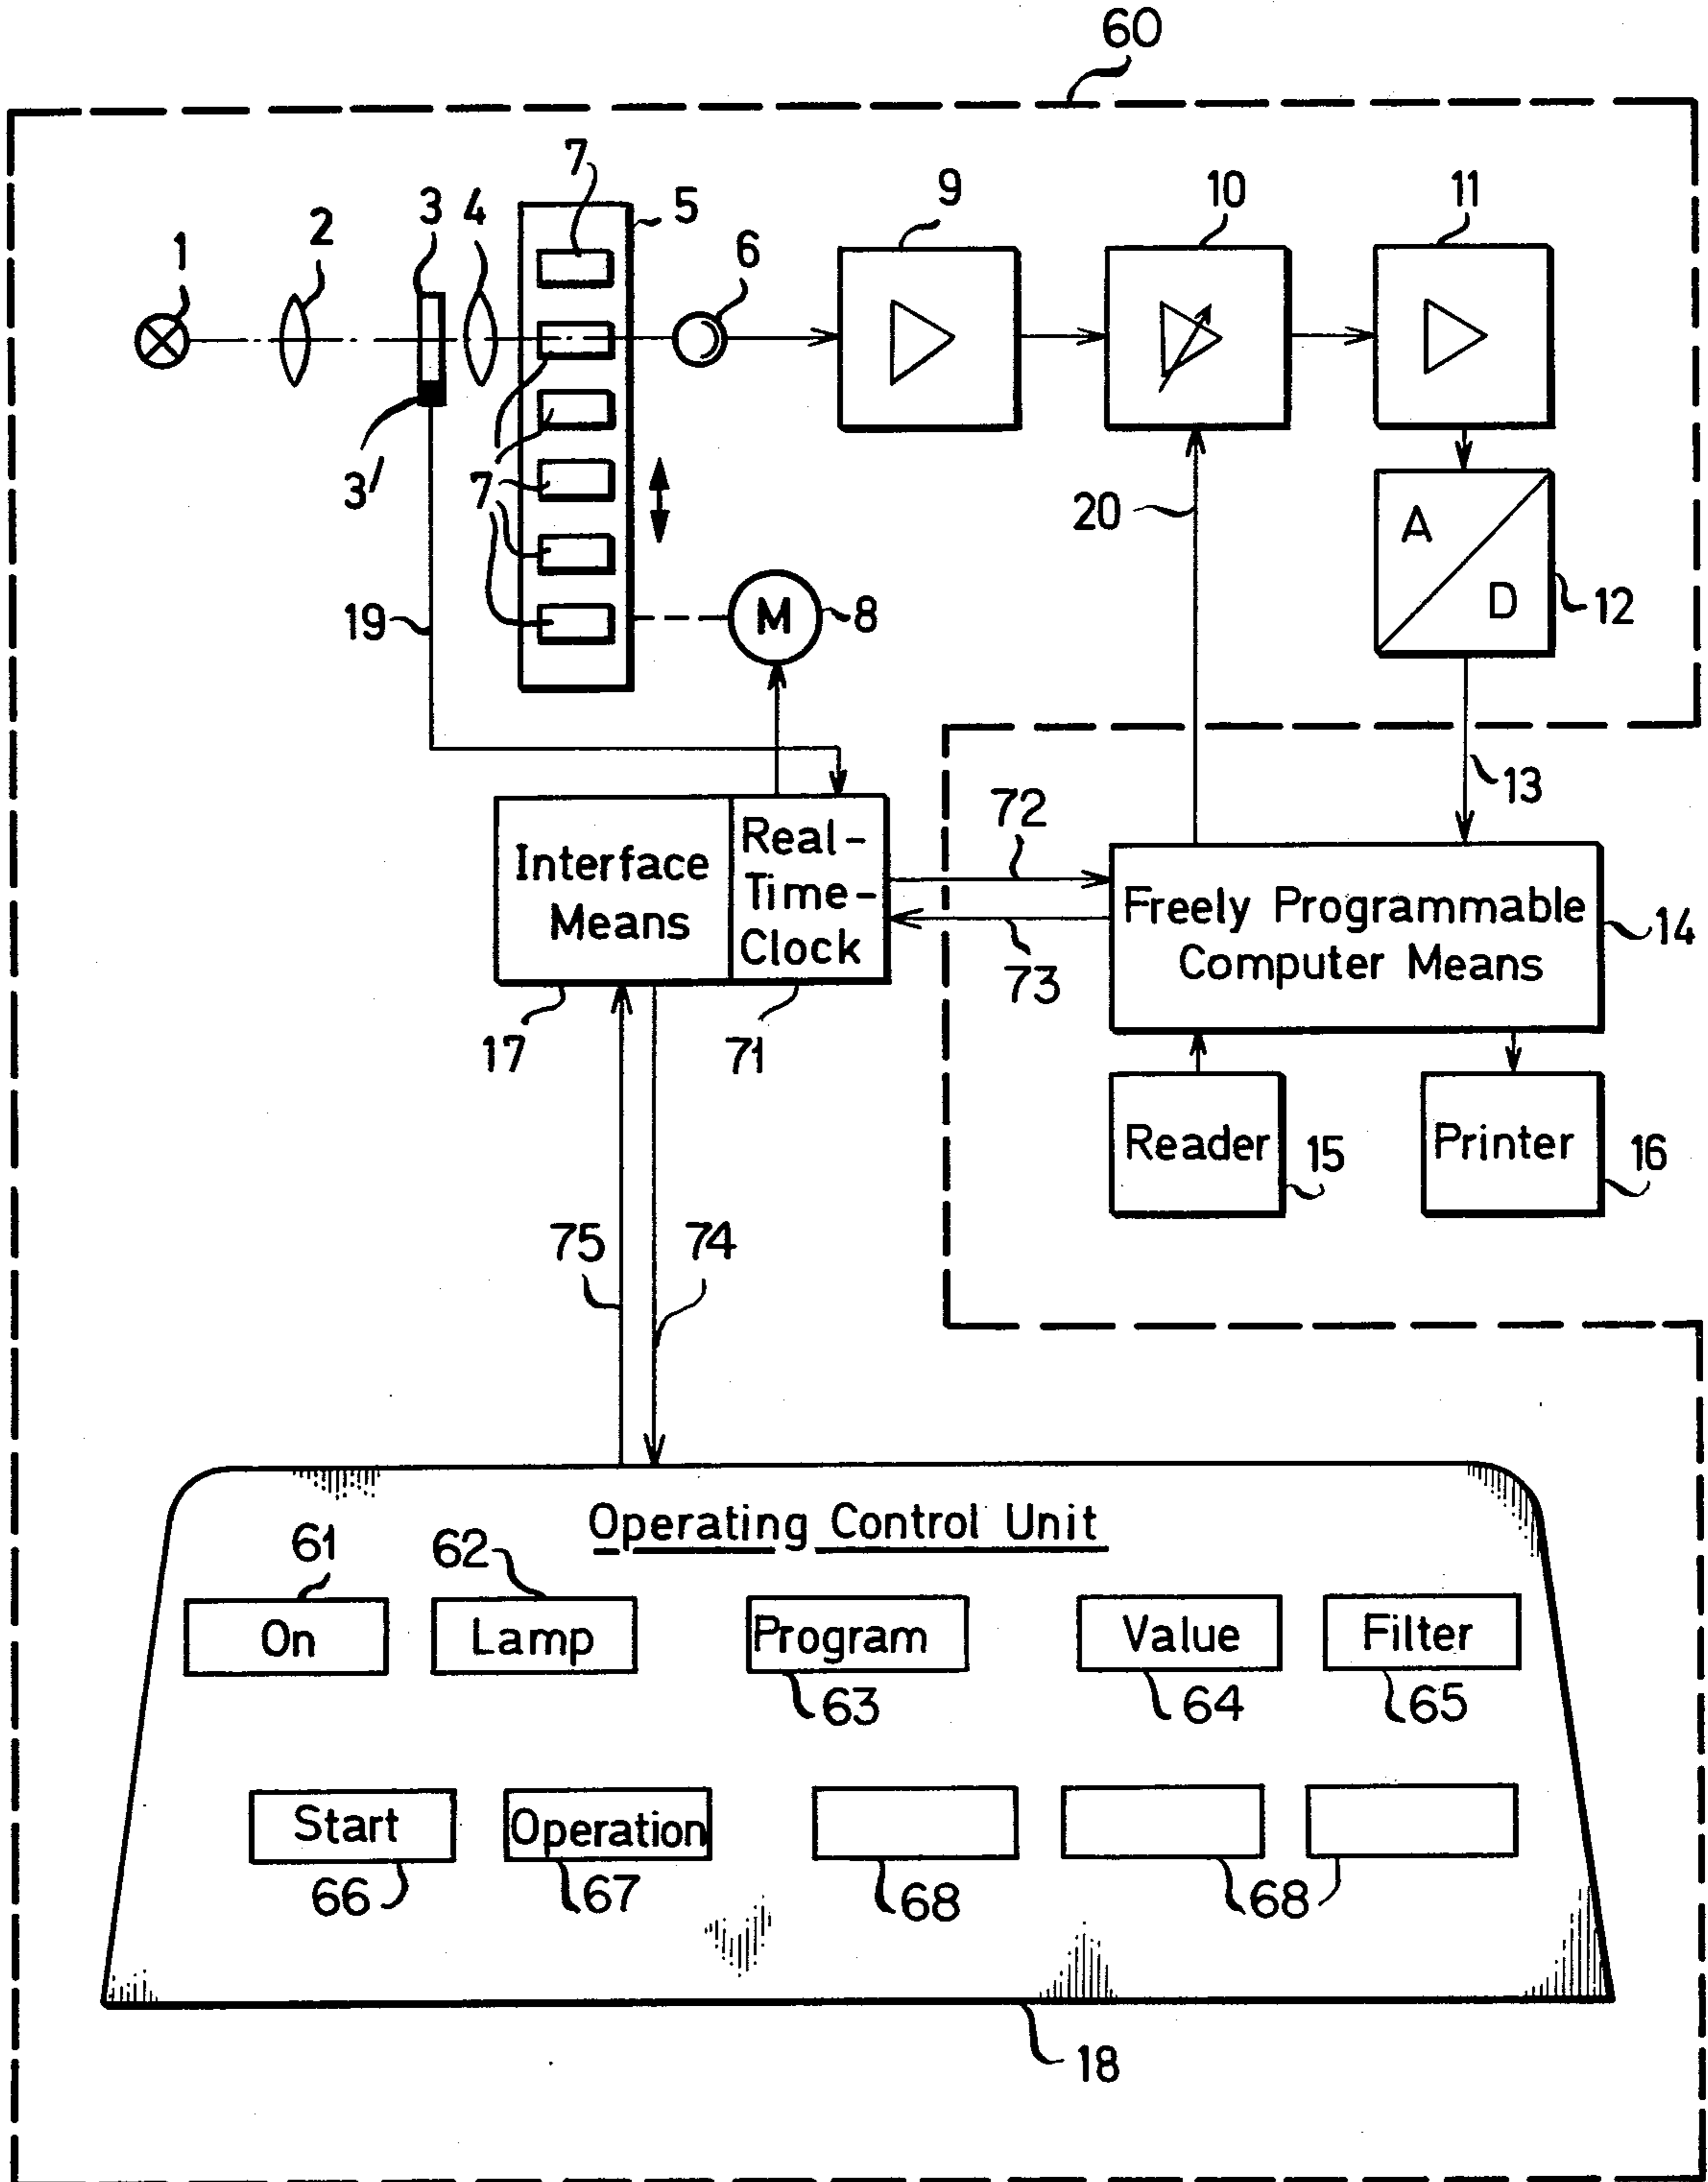 60
7
9
10
11
1
2
3
4
5
6
3'
7
20
A
D
12
19
M
8
13
Interface
Means
Real-
Time-
Clock
72
73
Freely Programmable
Computer Means
14
17
71
Reader
15
Printer
16
75
74
Operating Control Unit
61
62
On
Lamp
Program
Value
Filter
63
64
65
Start
Operation
66
67
68
68
18